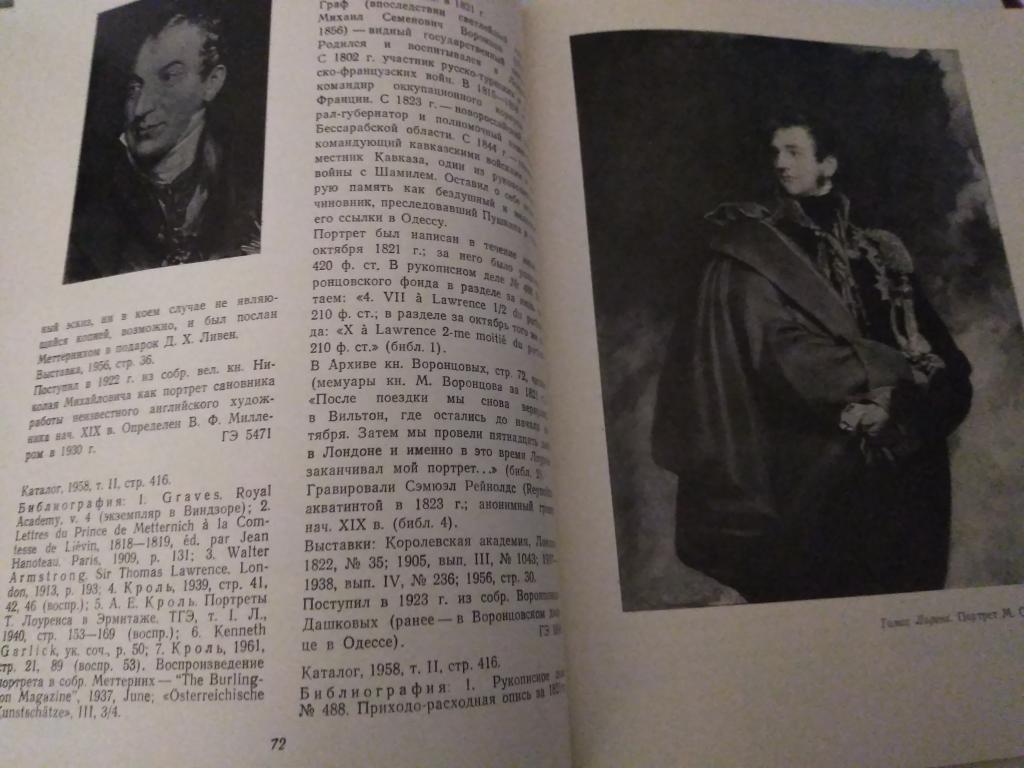 ный эскиз, ни в коем случае не являю-
щийся копией, возможно, и был послан
Меттернихом в подарок Д. Х. Ливен.
Выставка, 1956, стр. 36.
Поступил в 1922 г. из собр. вел. кн. Ни-
колая Михайловича как портрет сановника
работы неизвестного английского худож-
ника нач. XIX в. Определен В. Ф. Милле-
ром в 1930 г. ГЭ 5471
Каталог, 1958, т. II, стр. 416.
Библиография: 1. Graves, Royal
Academy, v. 4 (экземпляр в Виндзоре); 2.
Lettres du Prince de Metternich à la Com-
tesse de Liévin, 1818—1819, éd. par Jean
Hanoteau. Paris, 1909, p. 131; 3. Walter
Armstrong. Sir Thomas Lawrence. Lon-
don, 1913, p. 193; 4. Кроль, 1939, стр. 41,
42, 46 (воспр.); 5. А. Е. Кроль. Портреты
Т. Лоуренса в Эрмитаже. ТГЭ, т. I. Л.,
1940, стр. 153—169 (воспр.); 6. Kenneth
Garlick, ук. соч., p. 50; 7. Кроль, 1961,
стр. 21, 89 (воспр. 53). Воспроизведение
портрета в собр. Меттерних — "The Burling-
ton Magazine", 1937, June; «Österreichische
Kunstschätze», III, 3/4.
в 1821 г.
Граф (впоследствии светлейший
Михаил Семенович Воронцов
1856) — видный государственный
Родился и воспитывался в
С 1802 г. участник русско-турецких и
ско-французских войн. В
командир оккупационного
Франции. С 1823 г. — новороссийский
рал-губернатор и полномочный
Бессарабской области. С 1844 г. —
командующий кавказскими войсками
местник Кавказа, один из
войны с Шамилем. Оставил о себе
рую память как бездушный и
чиновник, преследовавший Пушкина
его ссылки в Одессу.
Портрет был написан в течение
октября 1821 г.; за него было
420 ф. ст. В рукописном деле №
ронцовского фонда в разделе за
таем: «4. VII à Lawrence 1/2 du
210 ф. ст.; в разделе за октябрь того же
да: «X à Lawrence 2-me moitié du
210 ф. ст.» (библ. 1).
В Архиве кн. Воронцовых, стр. 72,
(мемуары кн. М. Воронцова за
«После поездки мы снова
в Вильтон, где остались до начала
тября. Затем мы провели пятнадцать
в Лондоне и именно в это время
заканчивал мой портрет...» (библ.
Гравировали Сэмюэл Рейнолдс
акватинтой в 1823 г.; анонимный
нач. XIX в. (библ. 4).
Выставки: Королевская академия,
1822, № 35; 1905, вып. III, № 1043;
1938, вып. IV, № 236; 1956, стр. 30.
Поступил в 1923 г. из собр.
Дашковых (ранее — в Воронцовском
це в Одессе). ГЭ
Каталог, 1958, т. II, стр. 416.
Библиография: 1. Рукописное
№ 488. Приходо-расходная опись за
72
Томас Лоренс. Портрет М. С.